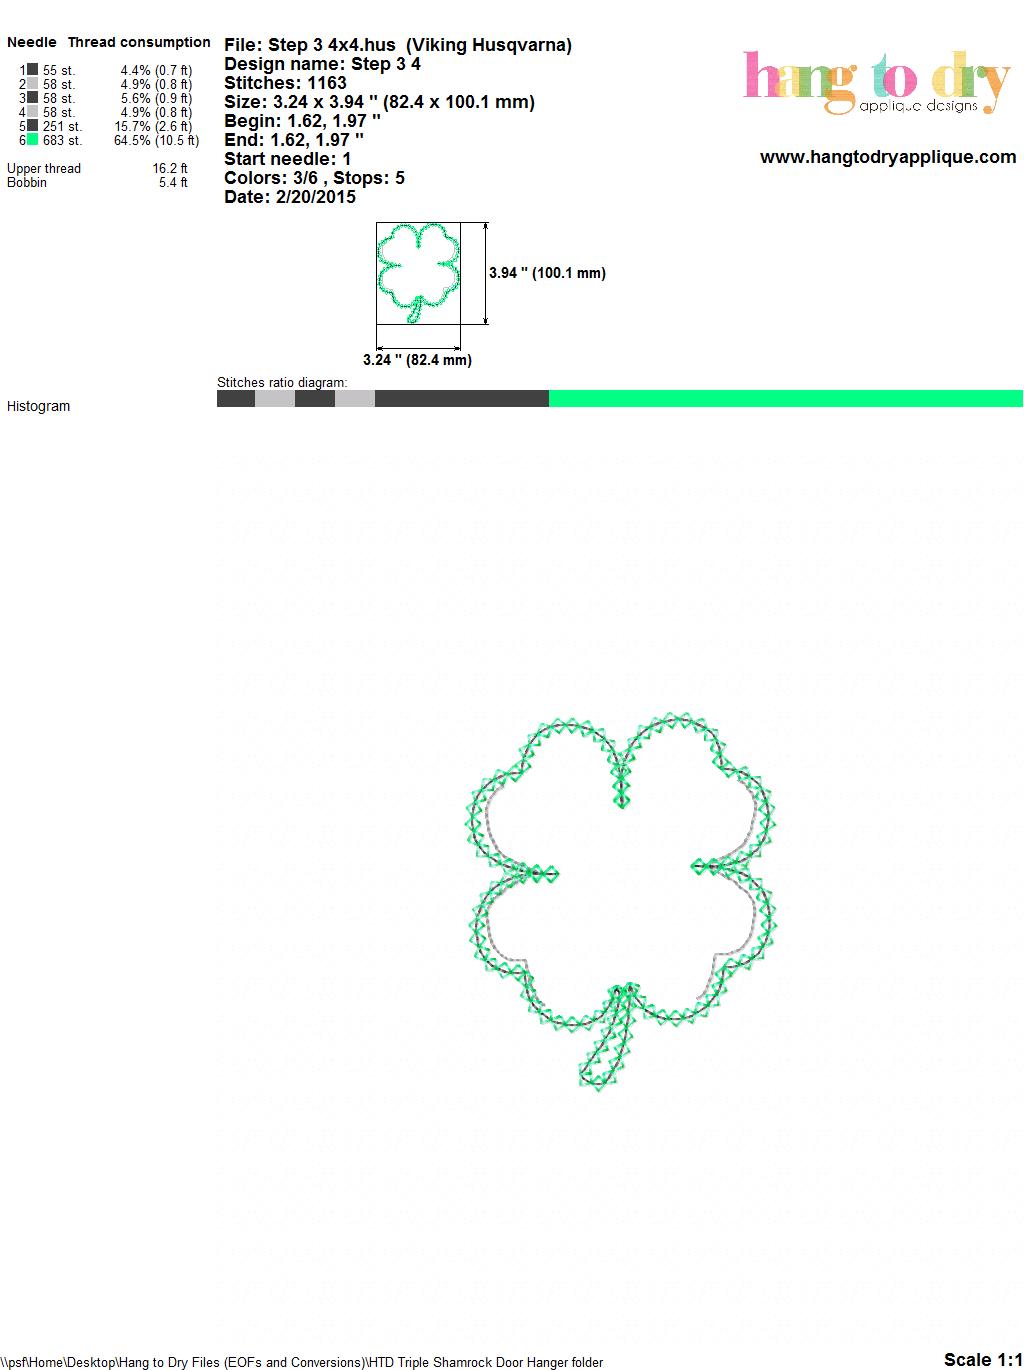 Needle Thread consumption
1 55 st. 4.4% (0.7 ft)
2 58 st. 4.9% (0.8 ft)
3 58 st. 5.6% (0.9 ft)
4 58 st. 4.9% (0.8 ft)
5 251 st. 15.7% (2.6 ft)
6 683 st. 64.5% (10.5 ft)
Upper thread 16.2 ft
Bobbin 5.4 ft
File: Step 3 4x4.hus (Viking Husqvarna)
Design name: Step 3 4
Stitches: 1163
Size: 3.24 x 3.94 " (82.4 x 100.1 mm)
Begin: 1.62, 1.97 "
End: 1.62, 1.97 "
Start needle: 1
Colors: 3/6 , Stops: 5
Date: 2/20/2015
hang to dry
applique designs
www.hangtodryapplique.com
3.94 " (100.1 mm)
3.24 " (82.4 mm)
Stitches ratio diagram:
Histogram
\\psf\Home\Desktop\Hang to Dry Files (EOFs and Conversions)\HTD Triple Shamrock Door Hanger folder
Scale 1:1